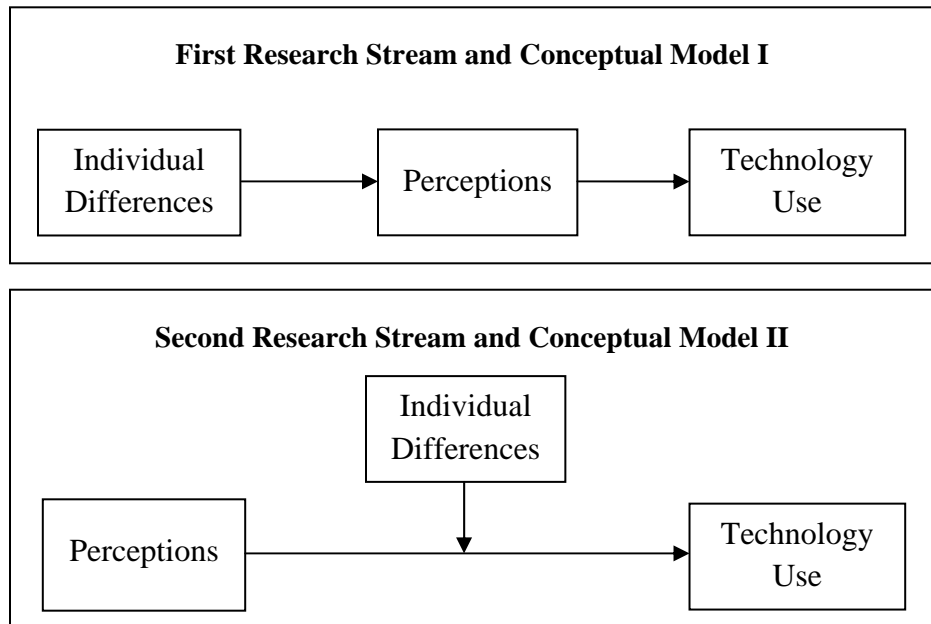 First Research Stream and Conceptual Model I
Individual
Differences
Perceptions
Technology
Use
Second Research Stream and Conceptual Model II
Individual
Differences
Perceptions
Technology
Use